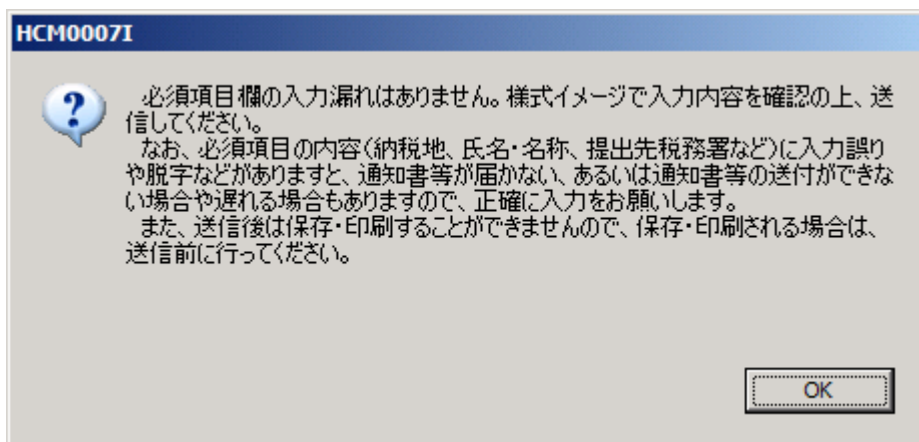 HCM0007I
必須項目欄の入力漏れはありません。様式イメージで入力内容を確認の上、送
信してください。
なお、必須項目の内容(納税地、氏名・名称、提出先税務署など)に入力誤り
や脱字などがありますと、通知書等が届かない、あるいは通知書等の送付ができな
い場合や遅れる場合もありますので、正確に入力をお願いします。
また、送信後は保存・印刷することができませんので、保存・印刷される場合は、
送信前に行ってください。
OK